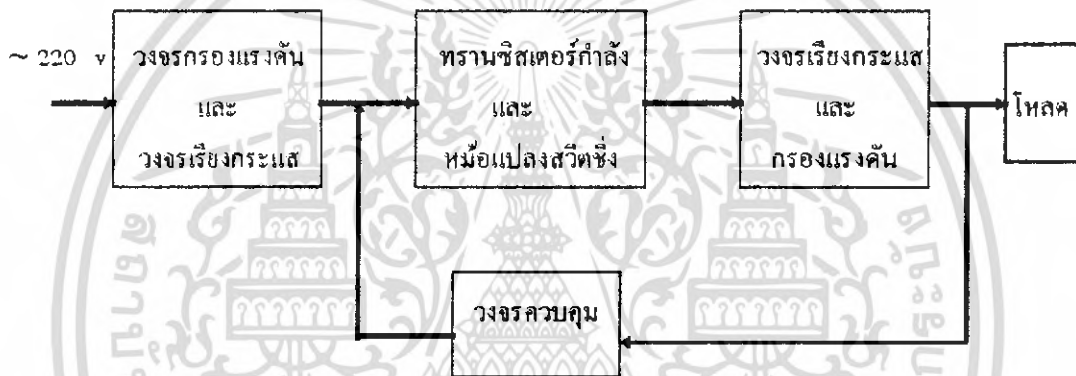 ~ 220 v
วงจรกรองแรงดัน
และ
วงจรเรียงกระแส
ทรานซิสเตอร์กำลัง
และ
หม้อแปลงสวิตชิ่ง
วงจรเรียงกระแส
และ
กรองแรงดัน
โหลด
วงจรควบคุม